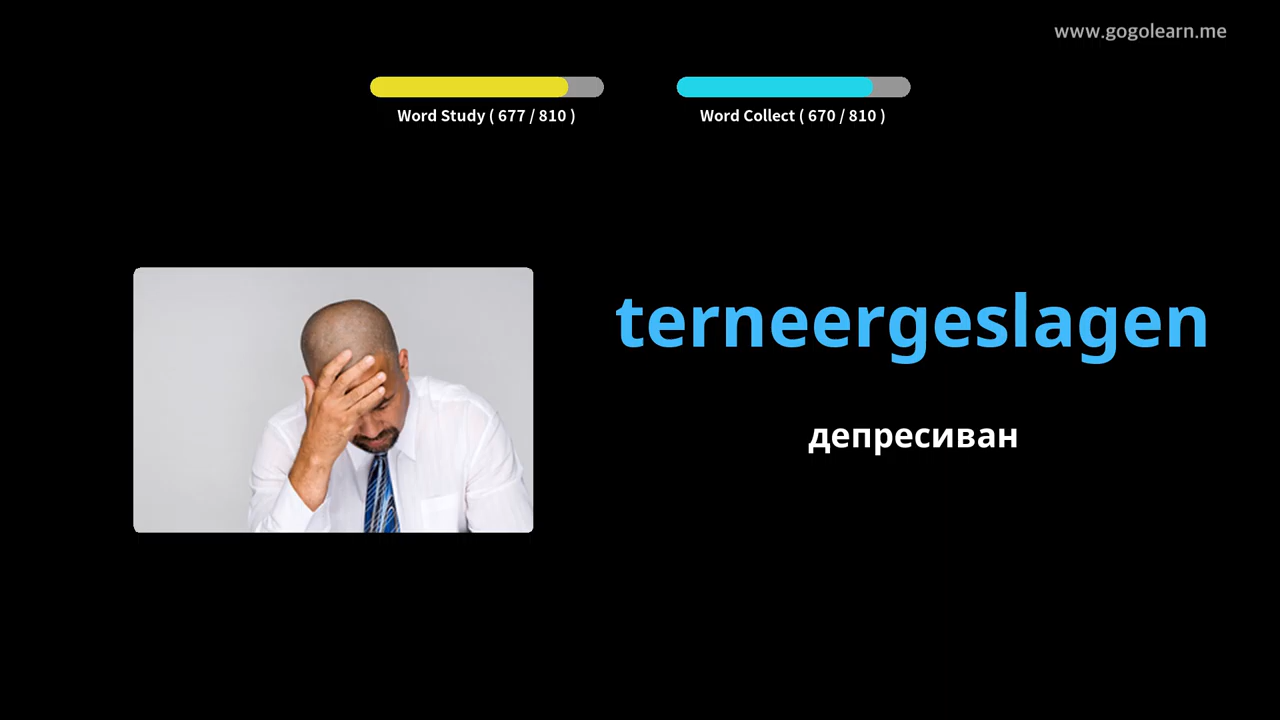 www.gogolearn.me
Word Study ( 677 / 810 )
Word Collect ( 670 / 810 )
terneergeslagen
депресиван